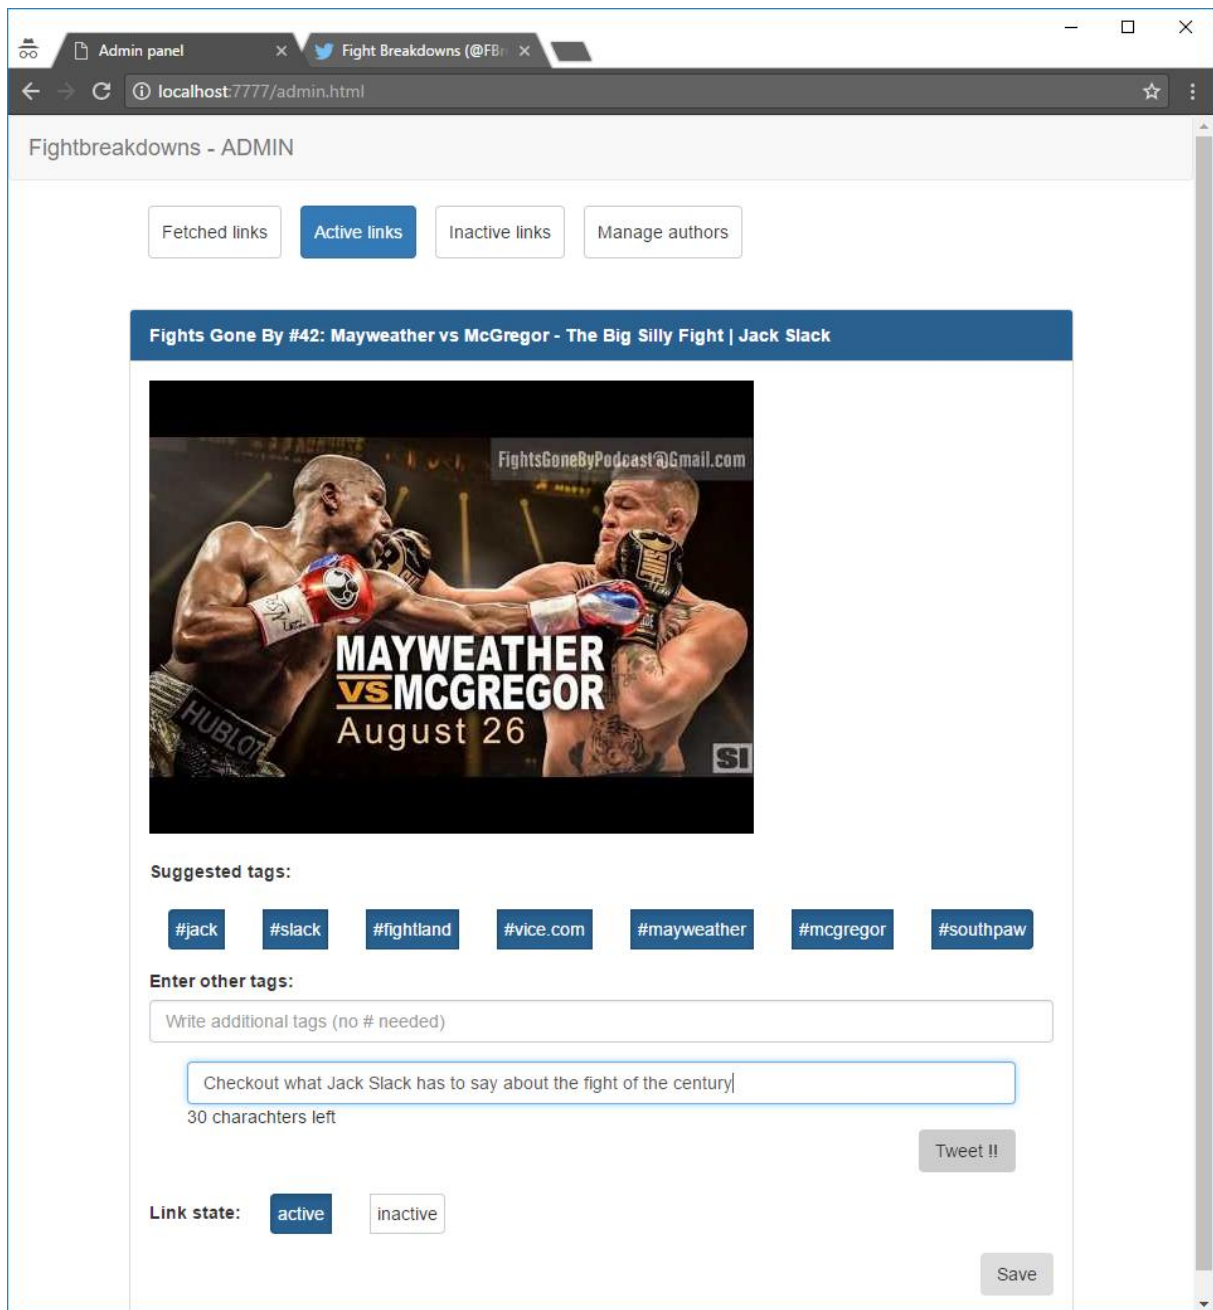 Admin panel
Fight Breakdowns (@FBr
localhost:7777/admin.html
Fightbreakdowns - ADMIN
Fetched links Active links Inactive links Manage authors
Fights Gone By #42: Mayweather vs McGregor - The Big Silly Fight | Jack Slack
FightsGoneByPodcast@Gmail.com
MAYWEATHER
VS MCGREGOR
August 26
HUBLOT
SI
Suggested tags:
#jack #slack #fightland #vice.com #mayweather #mcgregor #southpaw
Enter other tags:
Write additional tags (no # needed)
Checkout what Jack Slack has to say about the fight of the century
30 charachters left
Tweet !!
Link state: active inactive
Save